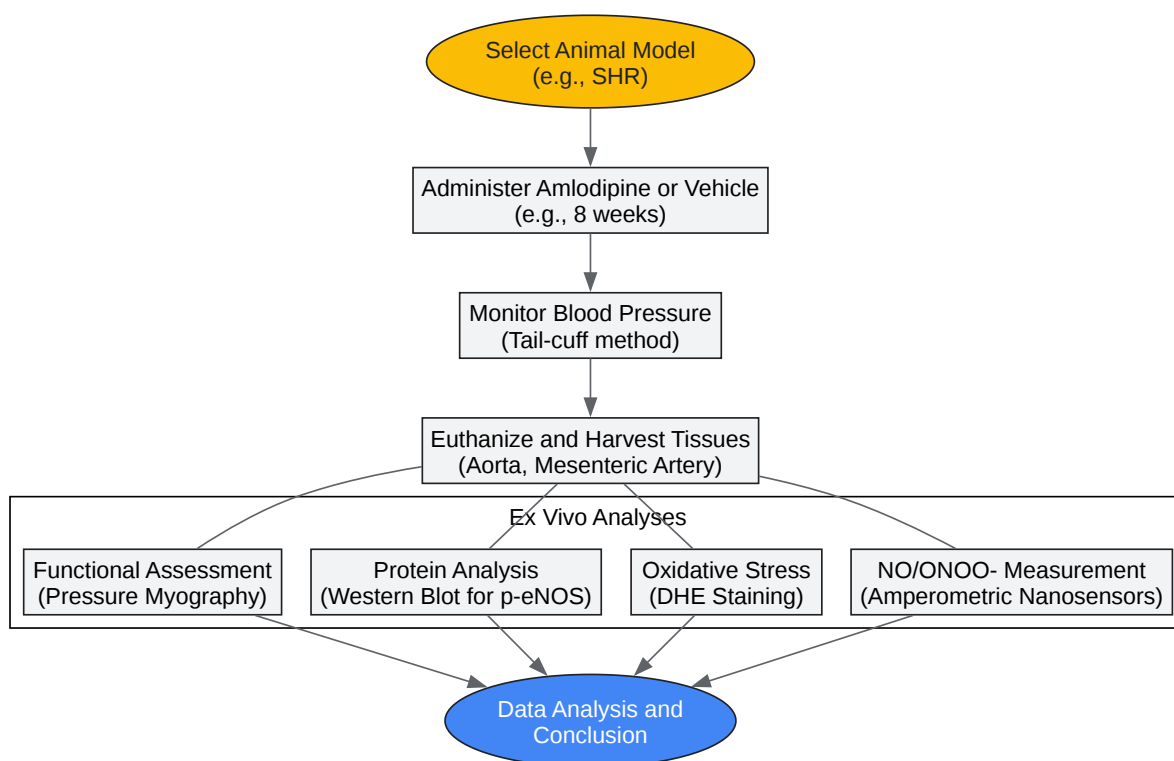 Select Animal Model
(e.g., SHR)
Administer Amlodipine or Vehicle
(e.g., 8 weeks)
Monitor Blood Pressure
(Tail-cuff method)
Euthanize and Harvest Tissues
(Aorta, Mesenteric Artery)
Ex Vivo Analyses
Functional Assessment
(Pressure Myography)
Protein Analysis
(Western Blot for p-eNOS)
Oxidative Stress
(DHE Staining)
NO/ONOO- Measurement
(Amperometric Nanosensors)
Data Analysis and
Conclusion